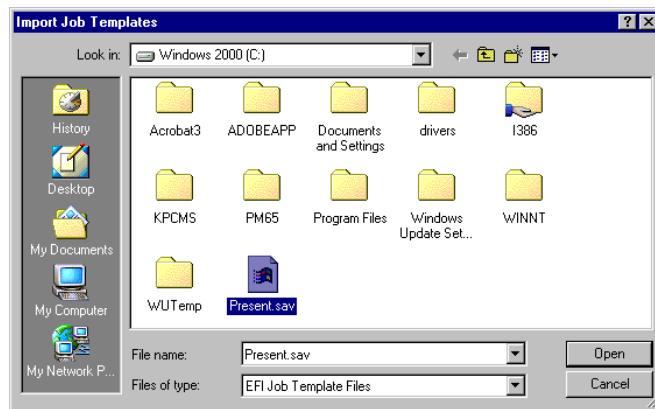 Import Job Templates
Look in:
Windows 2000 (C:)
History
Desktop
My Documents
My Computer
My Network P...
Acrobat3
ADOBEAPP
Documents
and Settings
drivers
I386
KPCMS
PM65
Program Files
Windows
Update Set...
WINNT
WUTemp
Present.sav
File name:
Present.sav
Open
Files of type:
EFI Job Template Files
Cancel